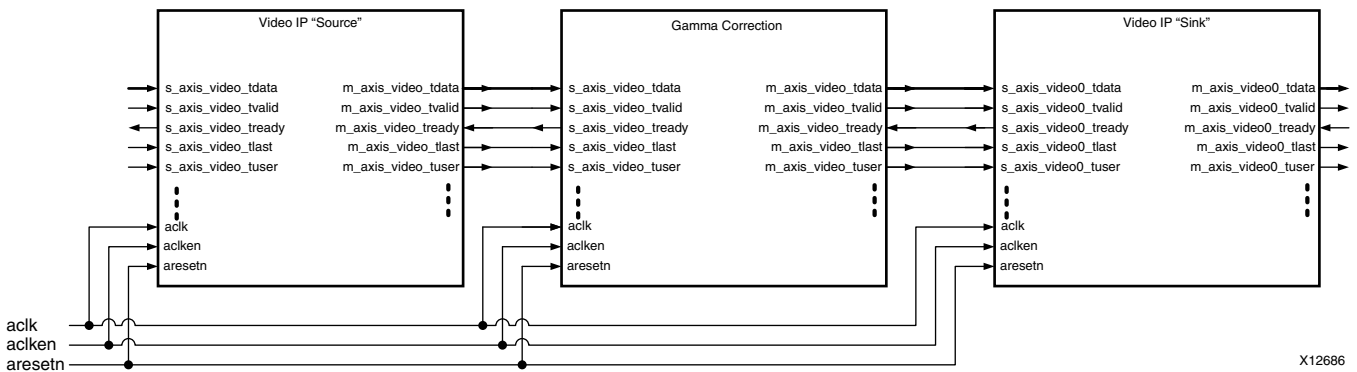 Video IP “Source”
s_axis_video_tdata
s_axis_video_tvalid
s_axis_video_tready
s_axis_video_tlast
s_axis_video_tuser
m_axis_video_tdata
m_axis_video_tvalid
m_axis_video_tready
m_axis_video_tlast
m_axis_video_tuser
aclk
aclken
aresetn
Gamma Correction
s_axis_video_tdata
s_axis_video_tvalid
s_axis_video_tready
s_axis_video_tlast
s_axis_video_tuser
m_axis_video_tdata
m_axis_video_tvalid
m_axis_video_tready
m_axis_video_tlast
m_axis_video_tuser
aclk
aclken
aresetn
Video IP “Sink”
s_axis_video0_tdata
s_axis_video0_tvalid
s_axis_video0_tready
s_axis_video0_tlast
s_axis_video0_tuser
m_axis_video0_tdata
m_axis_video0_tvalid
m_axis_video0_tready
m_axis_video0_tlast
m_axis_video0_tuser
aclk
aclken
aresetn
aclk
aclken
aresetn
X12686